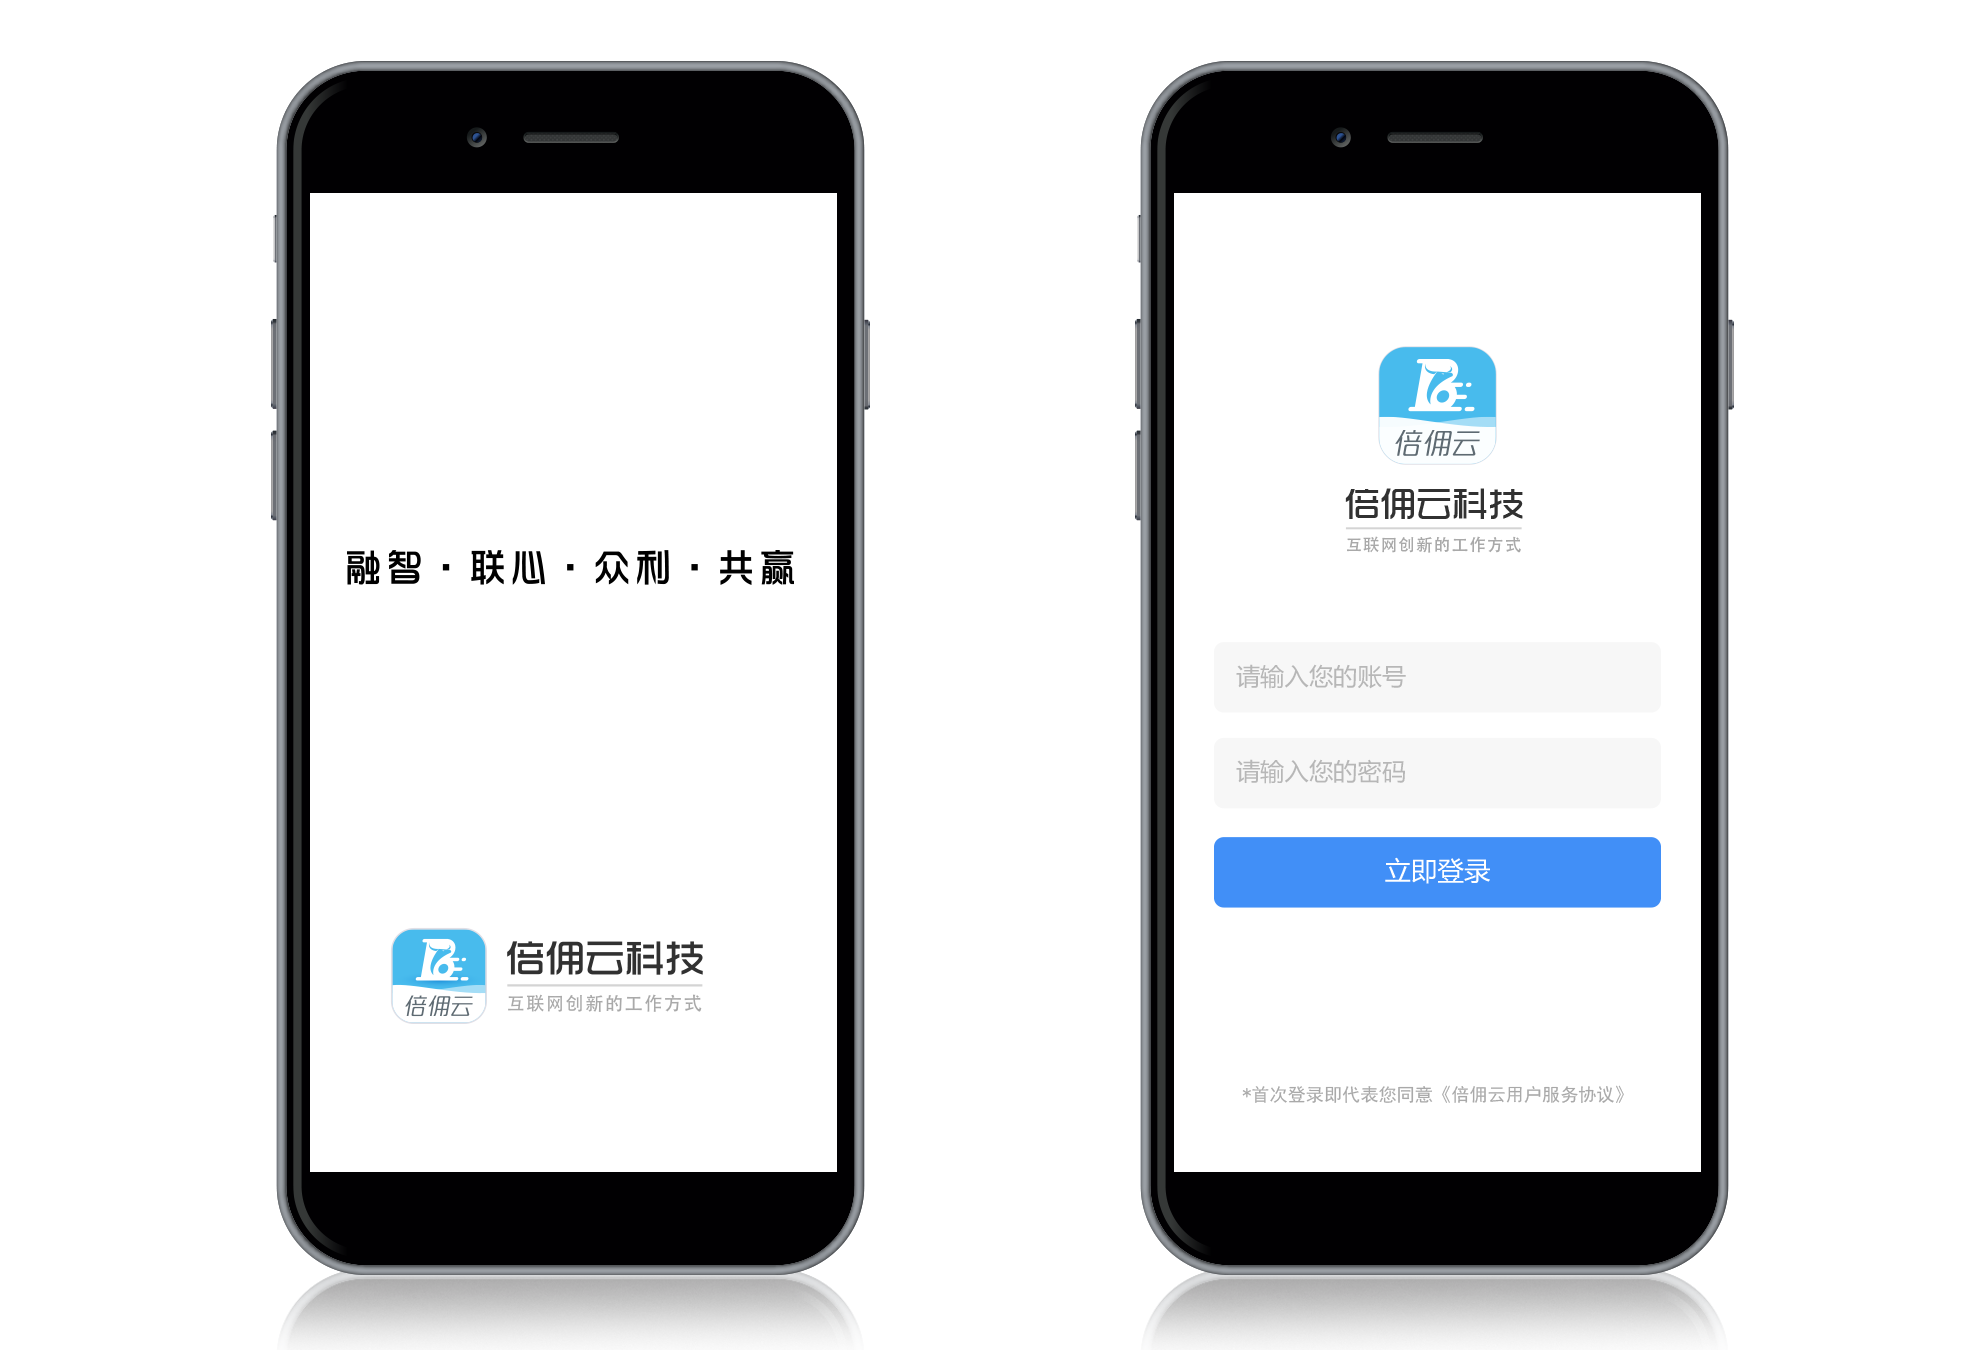 融智·联心·众利·共赢
倍佣云
倍佣云科技
互联网创新的工作方式
倍佣云
倍佣云科技
互联网创新的工作方式
请输入您的账号
请输入您的密码
立即登录
*首次登录即代表您同意《倍佣云用户服务协议》